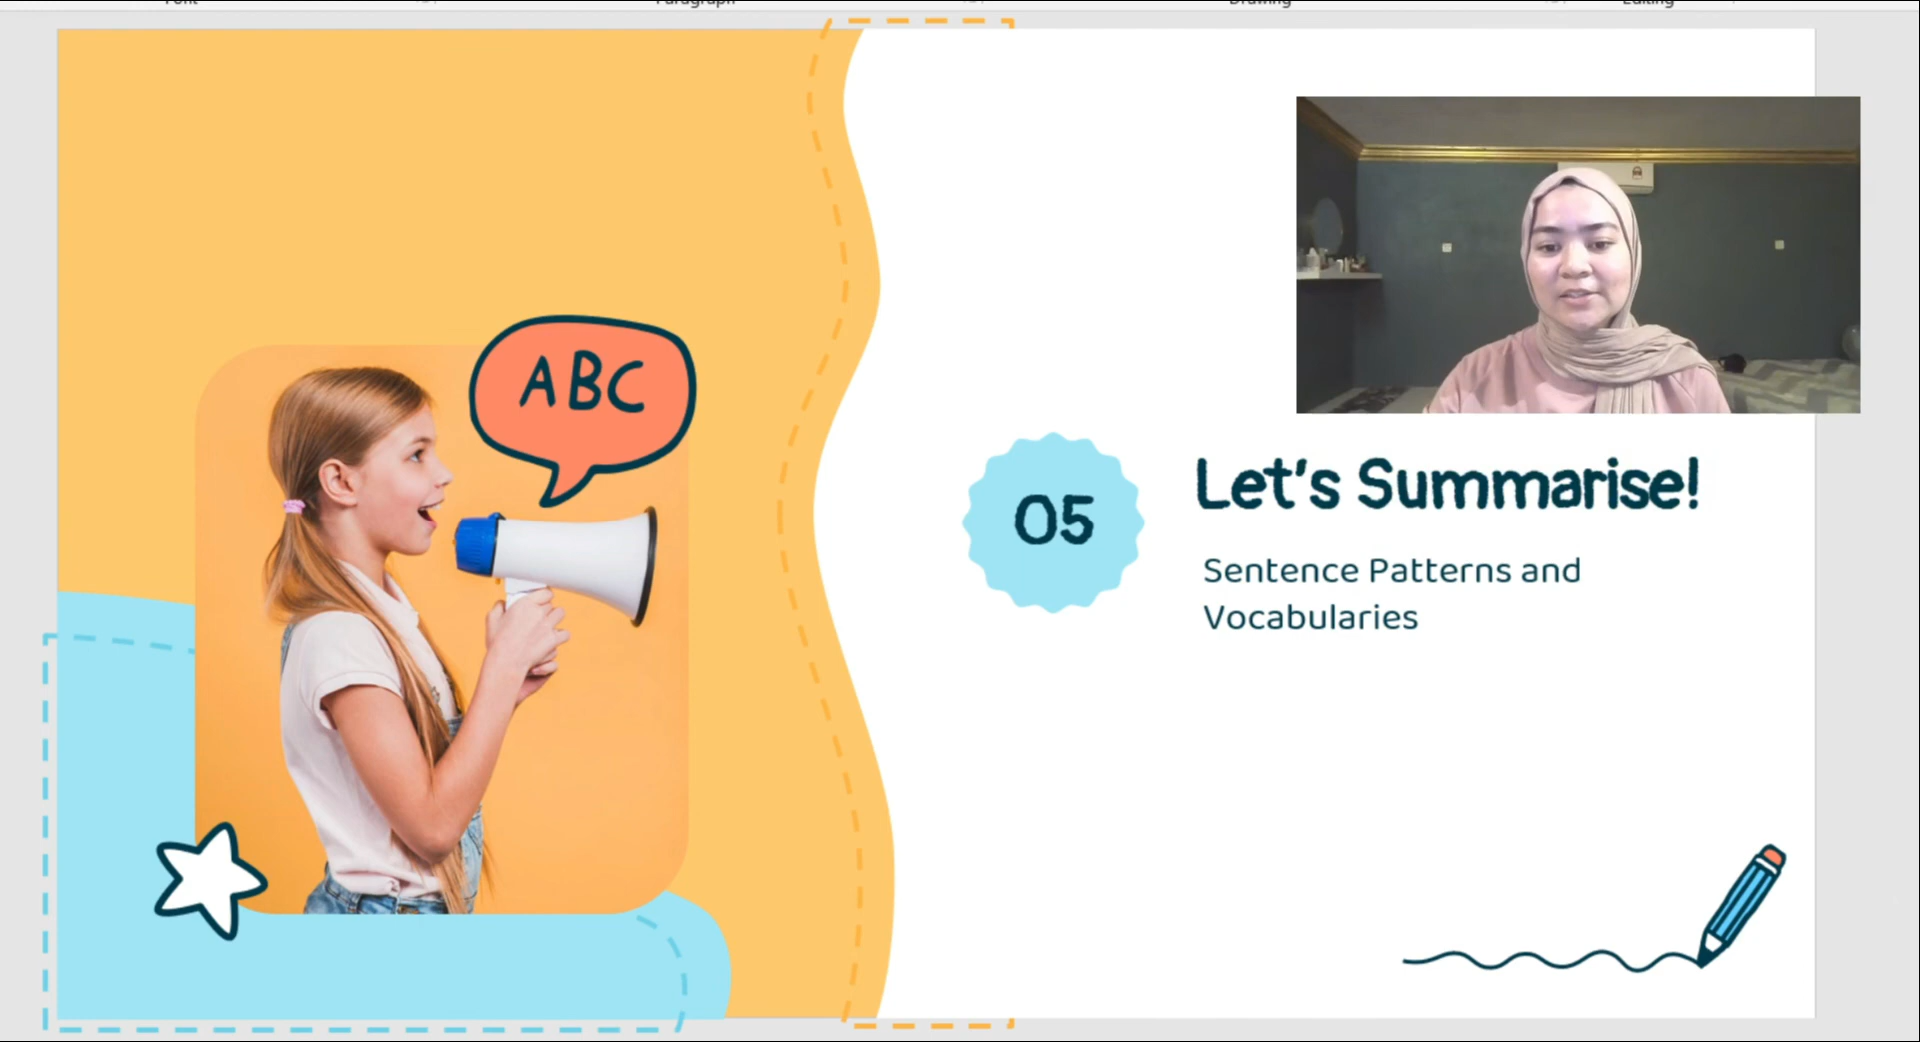 Font Paragraph Drawing Editing
ABC
05
Let's Summarise!
Sentence Patterns and
Vocabularies